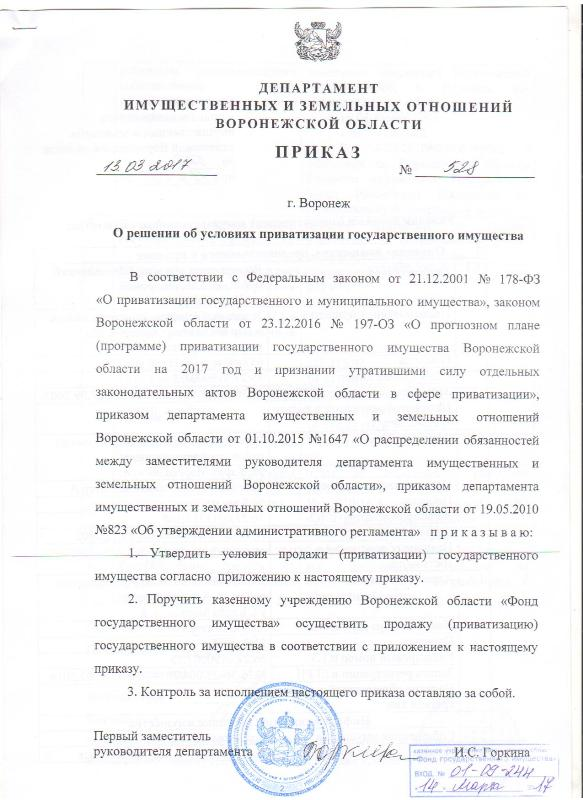 ДЕПАРТАМЕНТ
ИМУЩЕСТВЕННЫХ И ЗЕМЕЛЬНЫХ ОТНОШЕНИЙ
ВОРОНЕЖСКОЙ ОБЛАСТИ
ПРИКАЗ
13.03.2017 № 528
г. Воронеж
О решении об условиях приватизации государственного имущества
В соответствии с Федеральным законом от 21.12.2001 № 178-ФЗ
«О приватизации государственного и муниципального имущества», законом
Воронежской области от 23.12.2016 № 197-ОЗ «О прогнозном плане
(программе) приватизации государственного имущества Воронежской
области на 2017 год и признании утратившими силу отдельных
законодательных актов Воронежской области в сфере приватизации»,
приказом департамента имущественных и земельных отношений
Воронежской области от 01.10.2015 №1647 «О распределении обязанностей
между заместителями руководителя департамента имущественных и
земельных отношений Воронежской области», приказом департамента
имущественных и земельных отношений Воронежской области от 19.05.2010
№823 «Об утверждении административного регламента» п р и к а з ы в а ю:
1. Утвердить условия продажи (приватизации) государственного
имущества согласно приложению к настоящему приказу.
2. Поручить казенному учреждению Воронежской области «Фонд
государственного имущества» осуществить продажу (приватизацию)
государственного имущества в соответствии с приложением к настоящему
приказу.
3. Контроль за исполнением настоящего приказа оставляю за собой.
Первый заместитель
руководителя департамента И.С. Горкина
«Фонд государственного имущества»
ВХОД. № 01-09-244
14 марта 2017